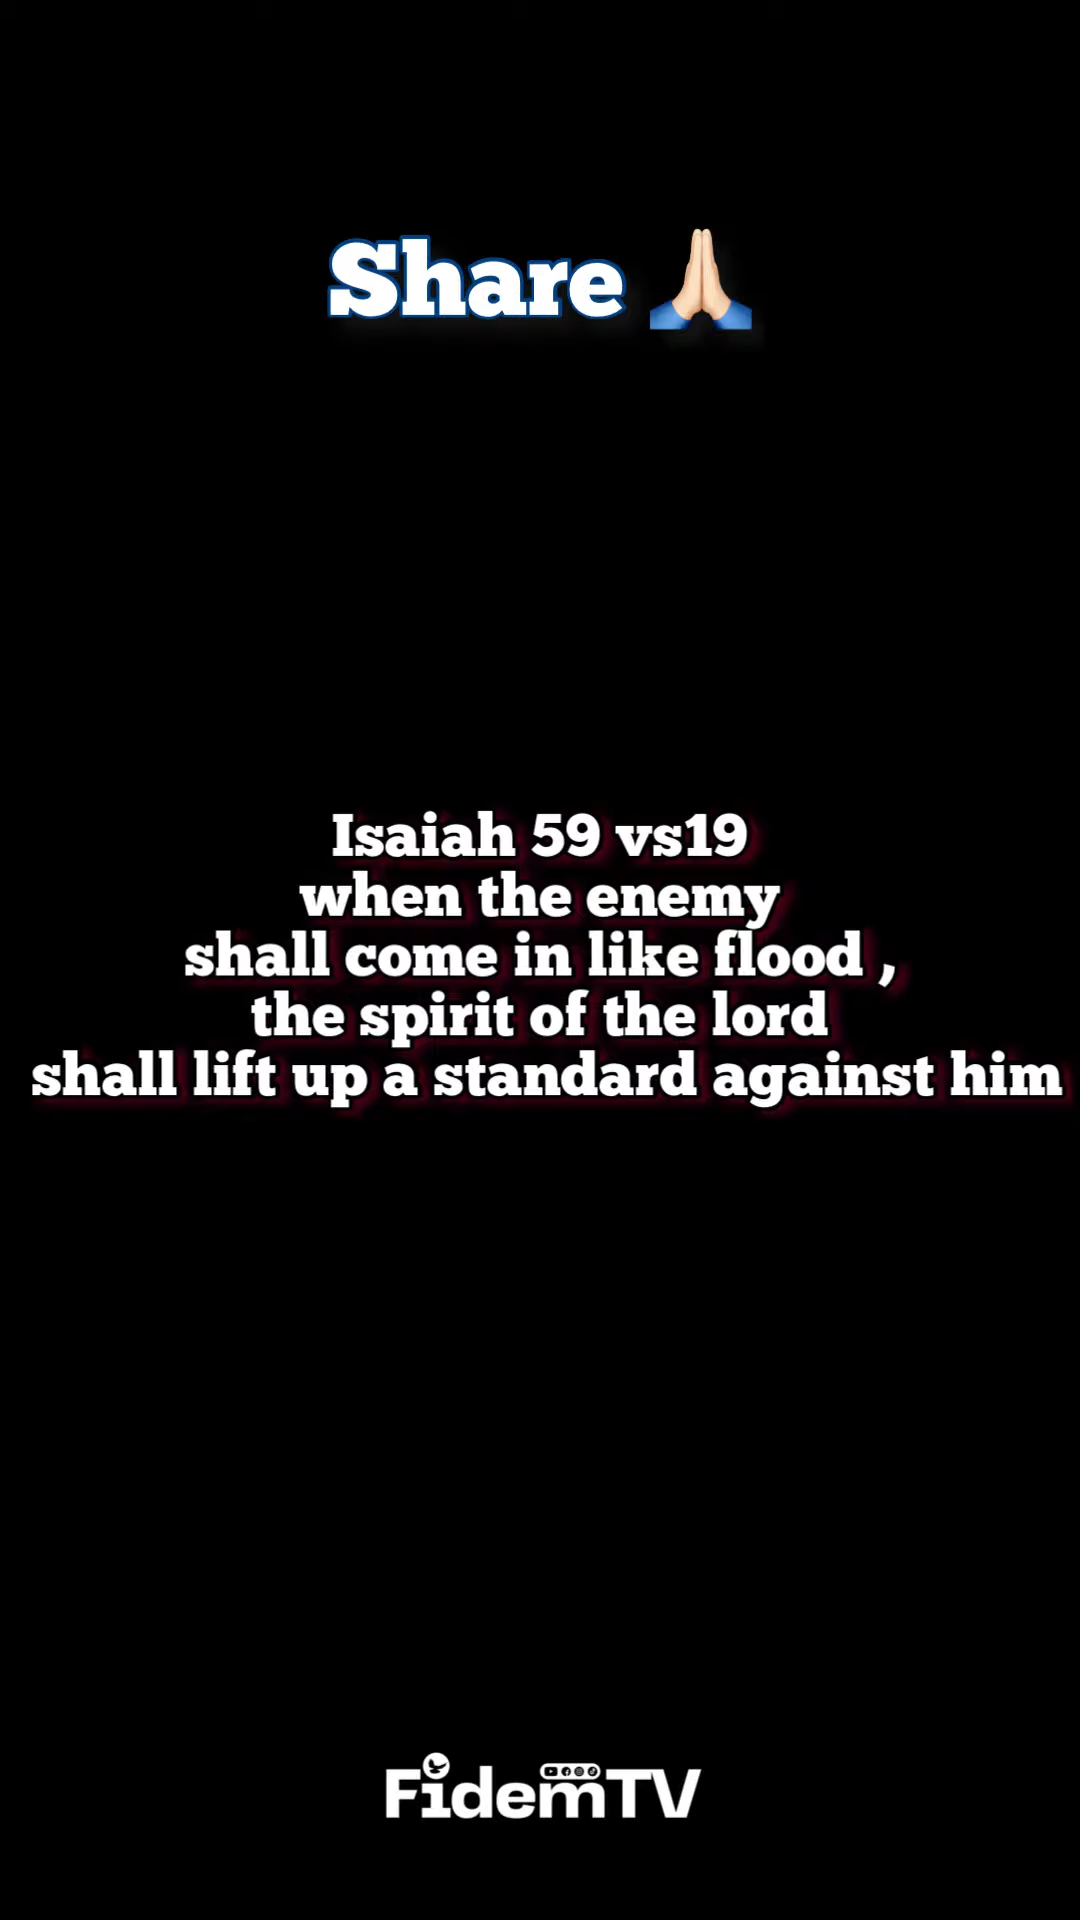 Share 🙏🏻
Isaiah 59 vs19
when the enemy
shall come in like flood ,
the spirit of the lord
shall lift up a standard against him
FidemTV